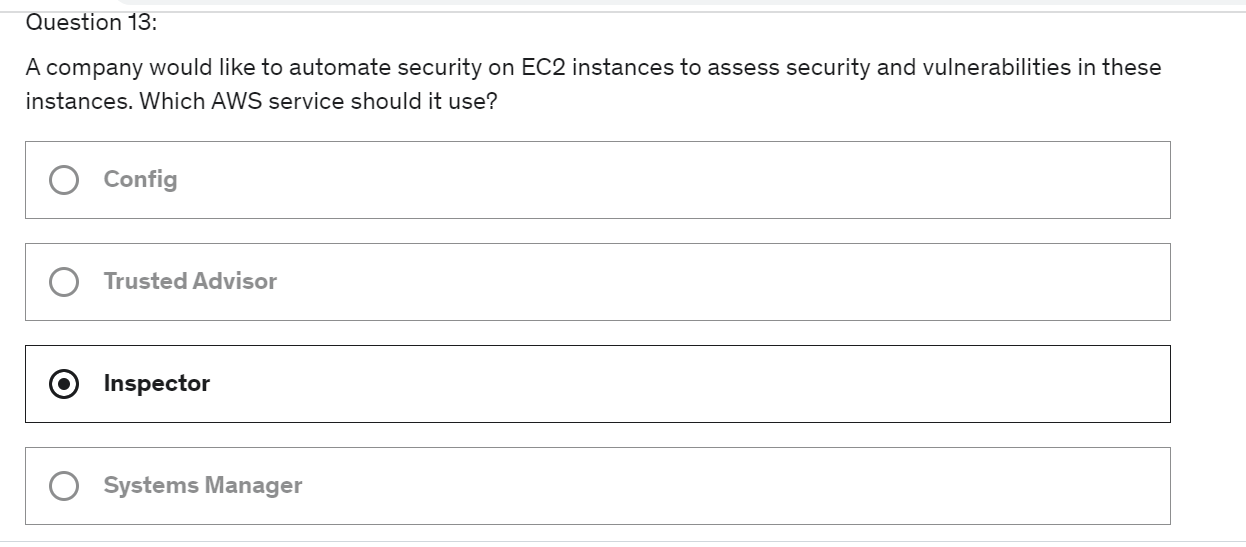 Question 13:
A company would like to automate security on EC2 instances to assess security and vulnerabilities in these
instances. Which AWS service should it use?
Config
Trusted Advisor
Inspector
Systems Manager